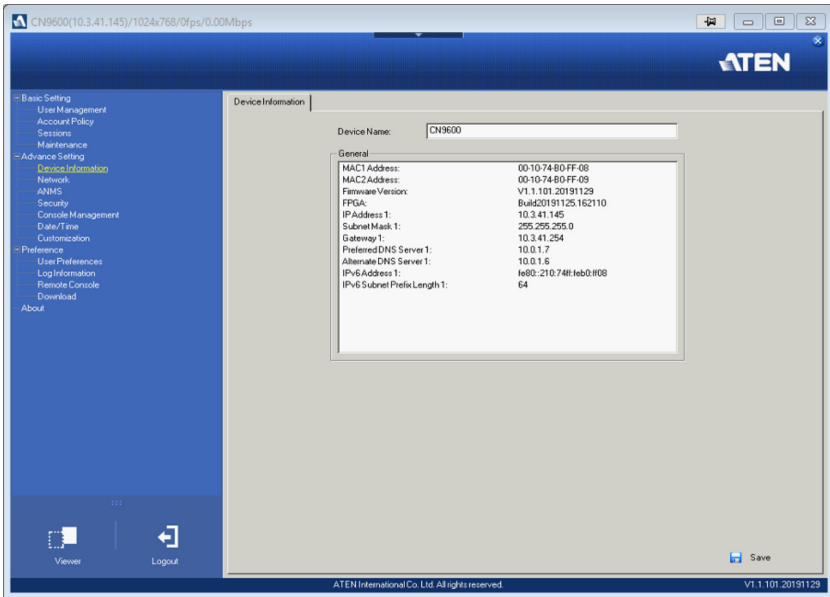 CN9600(10.3.41.145)/1024x768/0fps/0.00Mbps
ATEN
Basic Setting
User Management
Account Policy
Sessions
Maintenance
Advance Setting
Device Information
Network
ANMS
Security
Console Management
Date/Time
Customization
Preference
User Preferences
Log Information
Remote Console
Download
About
Viewer
Logout
Device Information
Device Name: CN9600
General
MAC1 Address: 00-10-74-B0-FF-08
MAC2 Address: 00-10-74-B0-FF-09
Firmware Version: V1.1.101.20191129
FPGA: Build20191125.162110
IP Address 1: 10.3.41.145
Subnet Mask 1: 255.255.255.0
Gateway 1: 10.3.41.254
Preferred DNS Server 1: 10.0.1.7
Alternate DNS Server 1: 10.0.1.6
IPv6 Address 1: fe80::210:74ff:feb0:ff08
IPv6 Subnet Prefix Length 1: 64
Save
ATEN International Co. Ltd. All rights reserved.
V1.1.101.20191129